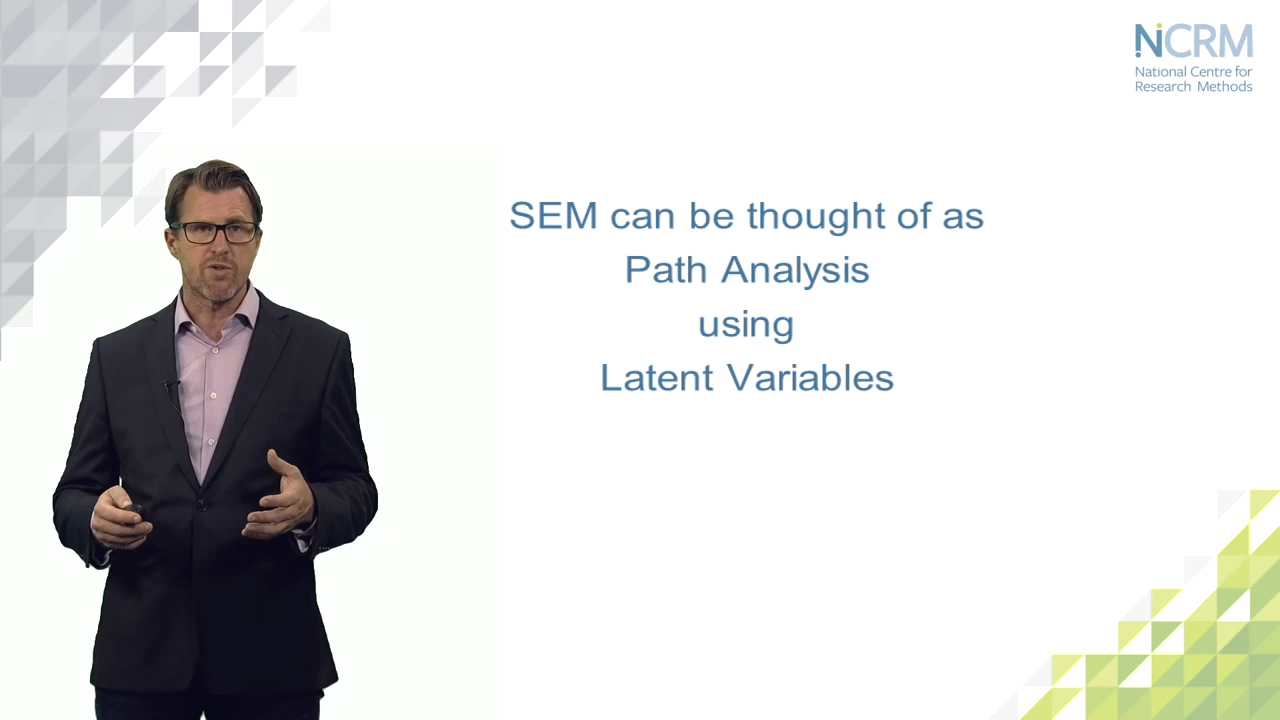 NCRM
National Centre for
Research Methods
SEM can be thought of as
Path Analysis
using
Latent Variables